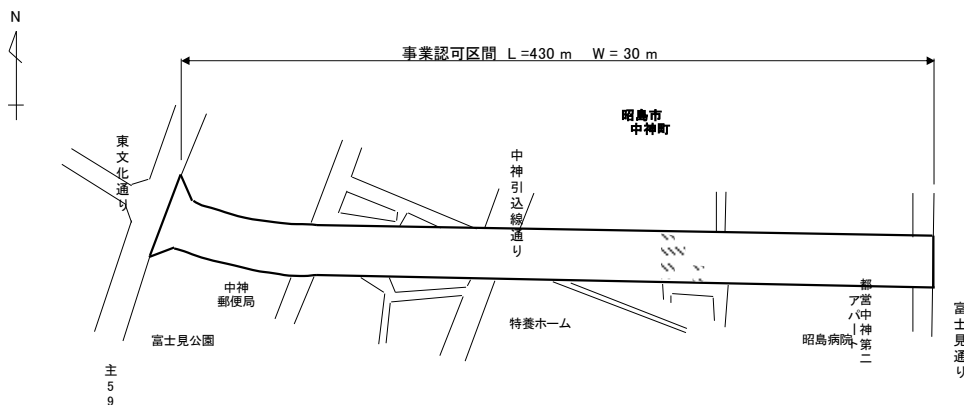 N
事業認可区間 L =430 m W = 30 m
昭島市
中神町
東文化通り
中神引込線通り
中神
郵便局
富士見公園
特養ホーム
昭島病院
都営中神第二
アパート
富士見通り
主59